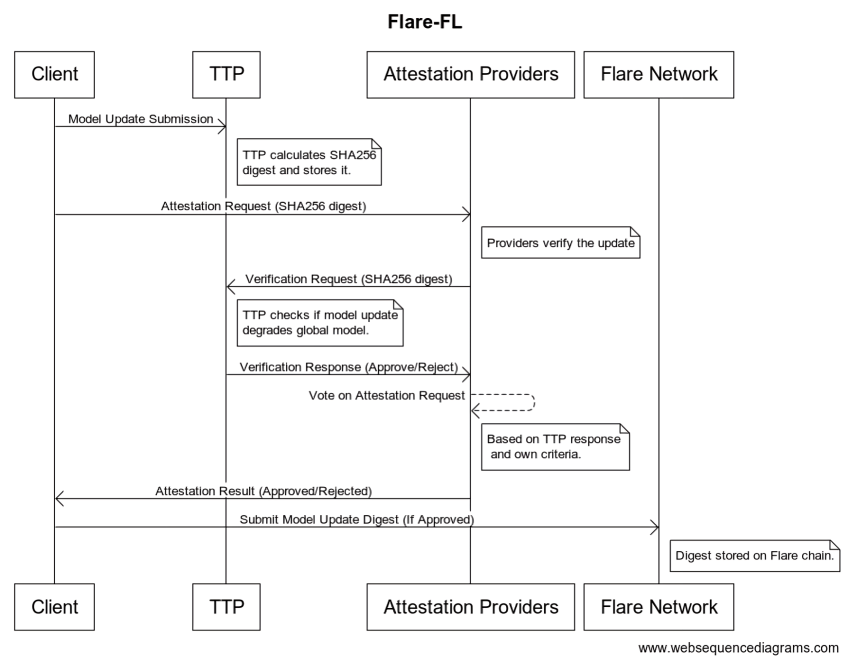 Flare-FL
Client
TTP
Attestation Providers
Flare Network
Model Update Submission
TTP calculates SHA256
digest and stores it.
Attestation Request (SHA256 digest)
Providers verify the update
Verification Request (SHA256 digest)
TTP checks if model update
degrades global model.
Verification Response (Approve/Reject)
Vote on Attestation Request
Based on TTP response
and own criteria.
Attestation Result (Approved/Rejected)
Submit Model Update Digest (If Approved)
Digest stored on Flare chain.
Client
TTP
Attestation Providers
Flare Network
www.websequencediagrams.com